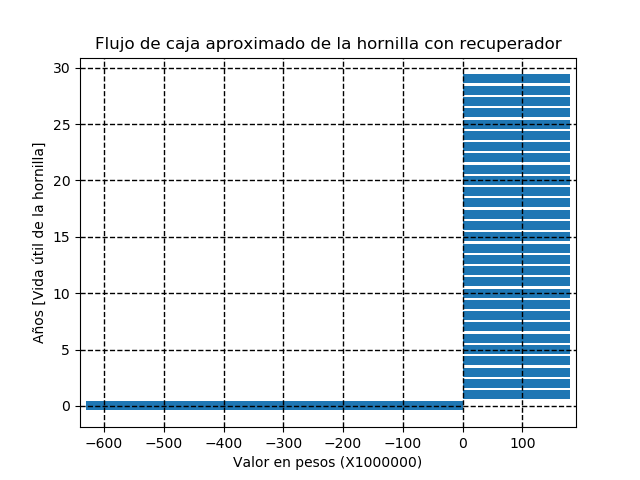 Flujo de caja aproximado de la hornilla con recuperador
Años [Vida útil de la hornilla]
30
25
20
15
10
5
0
−600 −500 −400 −300 −200 −100 0 100
Valor en pesos (X1000000)